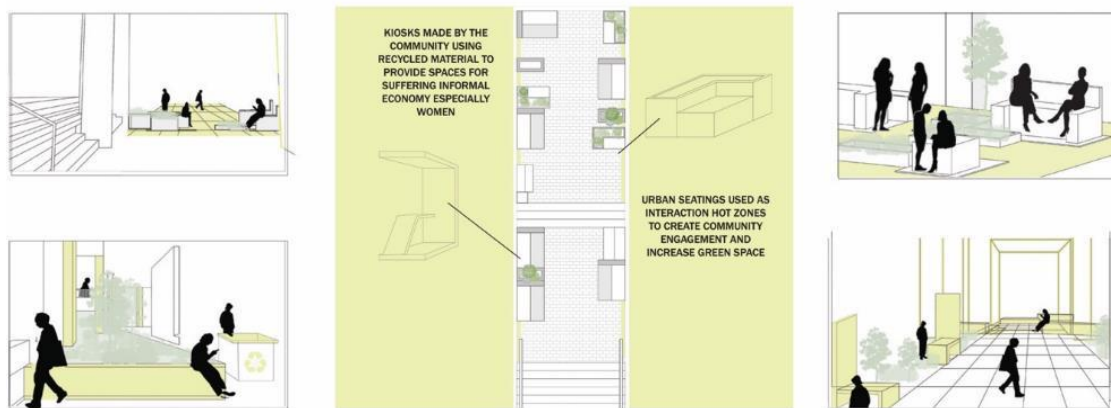 KIOSKS MADE BY THE
COMMUNITY USING
RECYCLED MATERIAL TO
PROVIDE SPACES FOR
SUFFERING INFORMAL
ECONOMY ESPECIALLY
WOMEN
URBAN SEATINGS USED AS
INTERACTION HOT ZONES
TO CREATE COMMUNITY
ENGAGEMENT AND
INCREASE GREEN SPACE